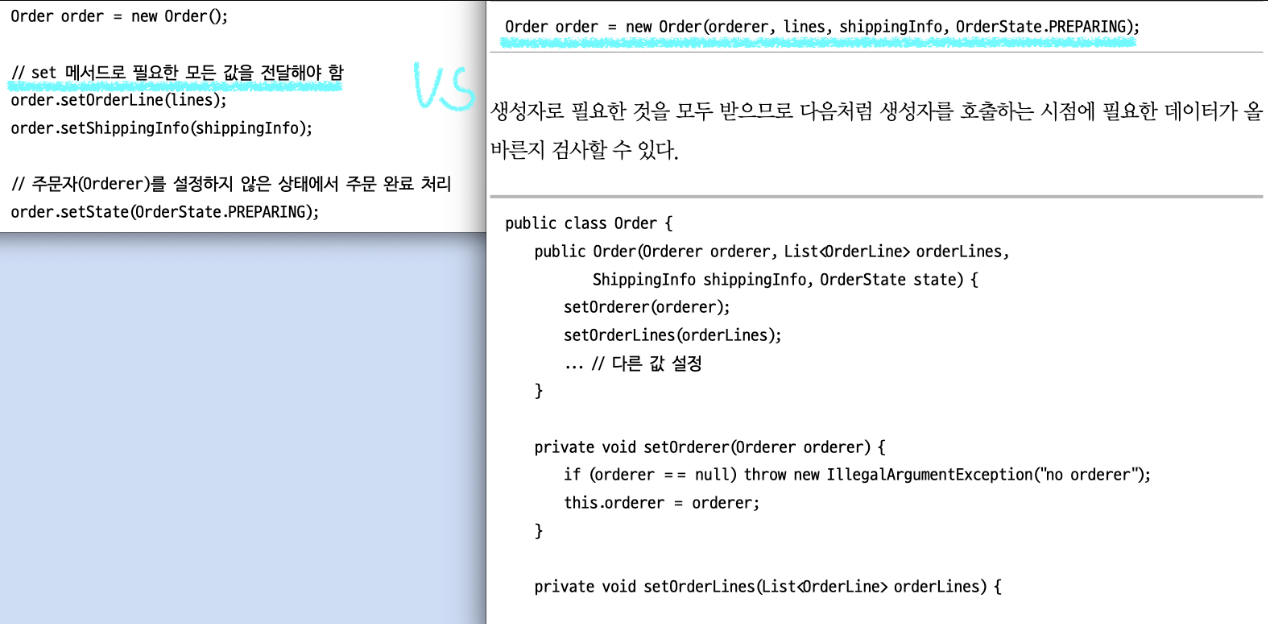 Order order = new Order();
// set 메서드로 필요한 모든 값을 전달해야 함
order.setOrderLine(lines);
order.setShippingInfo(shippingInfo);
// 주문자(Orderer)를 설정하지 않은 상태에서 주문 완료 처리
order.setState(OrderState.PREPARING);
VS
Order order = new Order(orderer, lines, shippingInfo, OrderState.PREPARING);
생성자로 필요한 것을 모두 받으므로 다음처럼 생성자를 호출하는 시점에 필요한 데이터가 올
바른지 검사할 수 있다.
public class Order {
public Order(Orderer orderer, List<OrderLine> orderLines,
ShippingInfo shippingInfo, OrderState state) {
setOrderer(orderer);
setOrderLines(orderLines);
... // 다른 값 설정
}
private void setOrderer(Orderer orderer) {
if (orderer == null) throw new IllegalArgumentException("no orderer");
this.orderer = orderer;
}
private void setOrderLines(List<OrderLine> orderLines) {